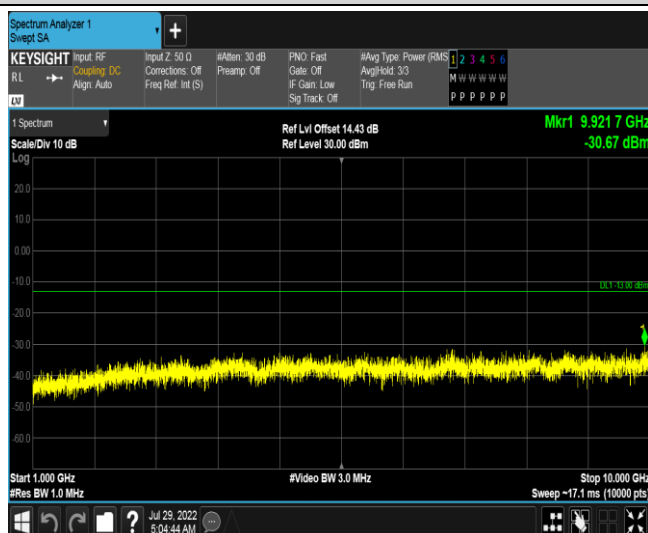 Spectrum Analyzer 1
Swept SA
+
KEYSIGHT
RL
LXI
Input: RF
Coupling: DC
Align: Auto
Input Z: 50 Ω
Corrections: Off
Freq Ref: Int (S)
#Atten: 30 dB
Preamp: Off
PNO: Fast
Gate: Off
IF Gain: Low
Sig Track: Off
#Avg Type: Power (RMS
Avg|Hold: 3/3
Trig: Free Run
1 2 3 4 5 6
M W W W W W
P P P P P P
1 Spectrum
Scale/Div 10 dB
Log
Ref Lvl Offset 14.43 dB
Ref Level 30.00 dBm
Mkr1 9.921 7 GHz
-30.67 dBm
20.0
10.0
0.00
-10.0
DL1 -13.00 dBm
-20.0
-30.0
1
-40.0
-50.0
-60.0
Start 1.000 GHz
#Video BW 3.0 MHz
Stop 10.000 GHz
#Res BW 1.0 MHz
Sweep ~17.1 ms (10000 pts)
?
Jul 29, 2022
5:04:44 AM